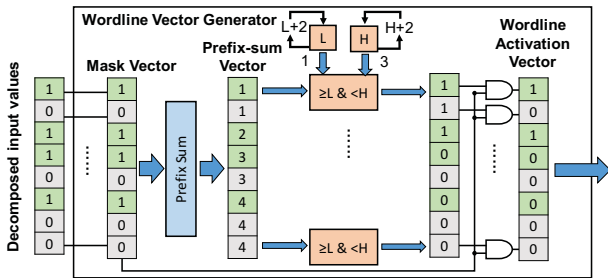 Wordline Vector Generator
L+2
L
H
H+2
1
3
Mask Vector
Prefix-sum
Vector
Wordline
Activation
Vector
Decomposed input values
1
0
1
1
0
1
0
0
1
0
1
1
0
1
0
0
Prefix Sum
1
1
2
3
3
4
4
4
≥L & <H
≥L & <H
1
1
1
0
0
0
0
0
1
0
1
0
0
0
0
0